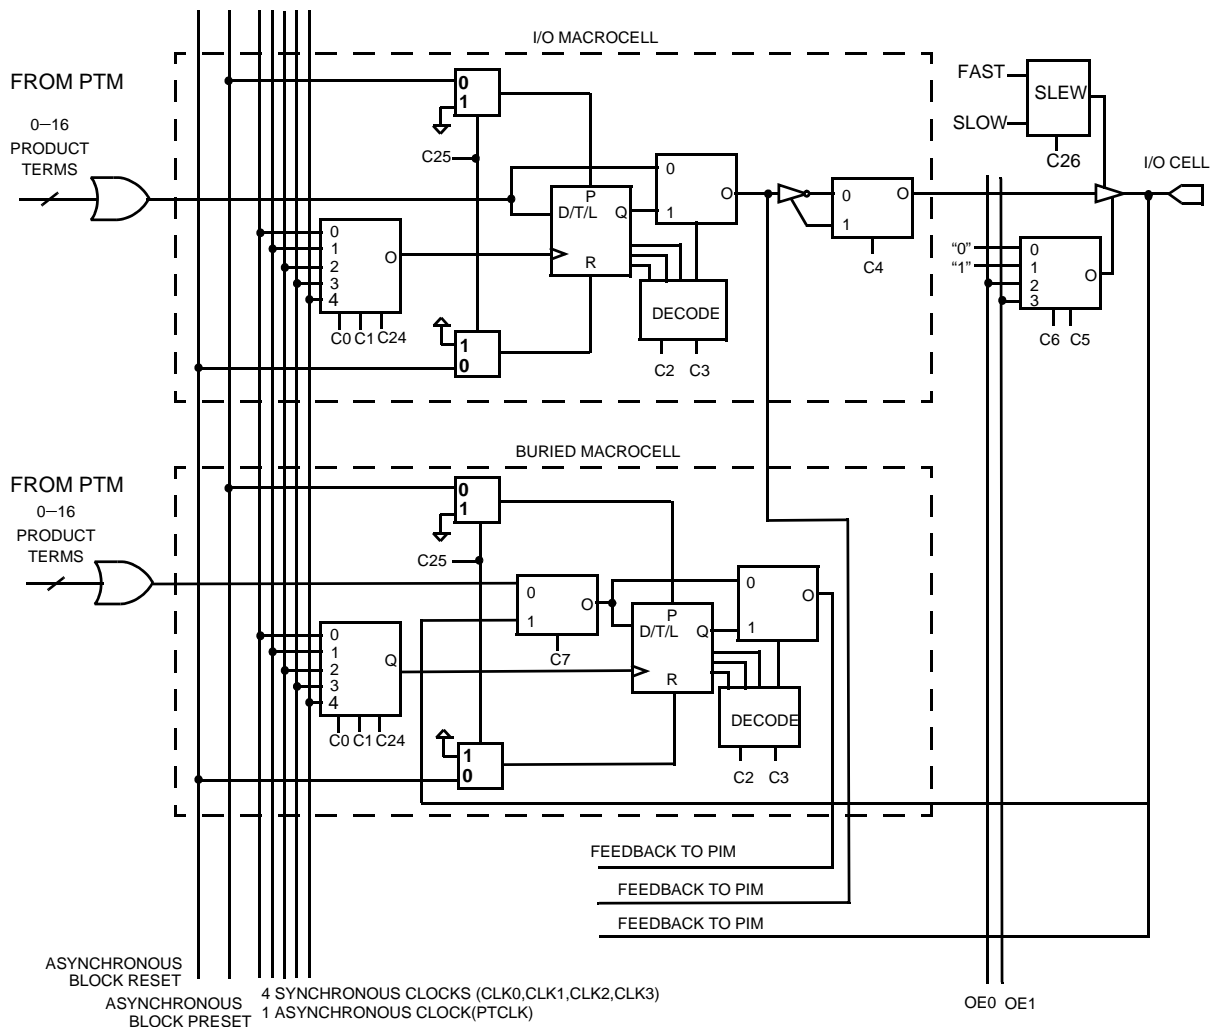 I/O MACROCELL
FROM PTM
0–16
PRODUCT
TERMS
0
1
C25
P
D/T/L
Q
R
0
1
2
3
4
O
C0 C1 C24
1
0
0
1
O
DECODE
C2 C3
0
1
O
C4
FAST
SLOW
SLEW
C26
I/O CELL
“0”
“1”
0
1
2
3
O
C6 C5
BURIED MACROCELL
FROM PTM
0–16
PRODUCT
TERMS
0
1
C25
0
1
O
C7
P
D/T/L
Q
R
0
1
2
3
4
Q
C0 C1 C24
1
0
0
1
O
DECODE
C2 C3
FEEDBACK TO PIM
FEEDBACK TO PIM
FEEDBACK TO PIM
ASYNCHRONOUS
BLOCK RESET
ASYNCHRONOUS
BLOCK PRESET
4 SYNCHRONOUS CLOCKS (CLK0,CLK1,CLK2,CLK3)
1 ASYNCHRONOUS CLOCK(PTCLK)
OE0 OE1